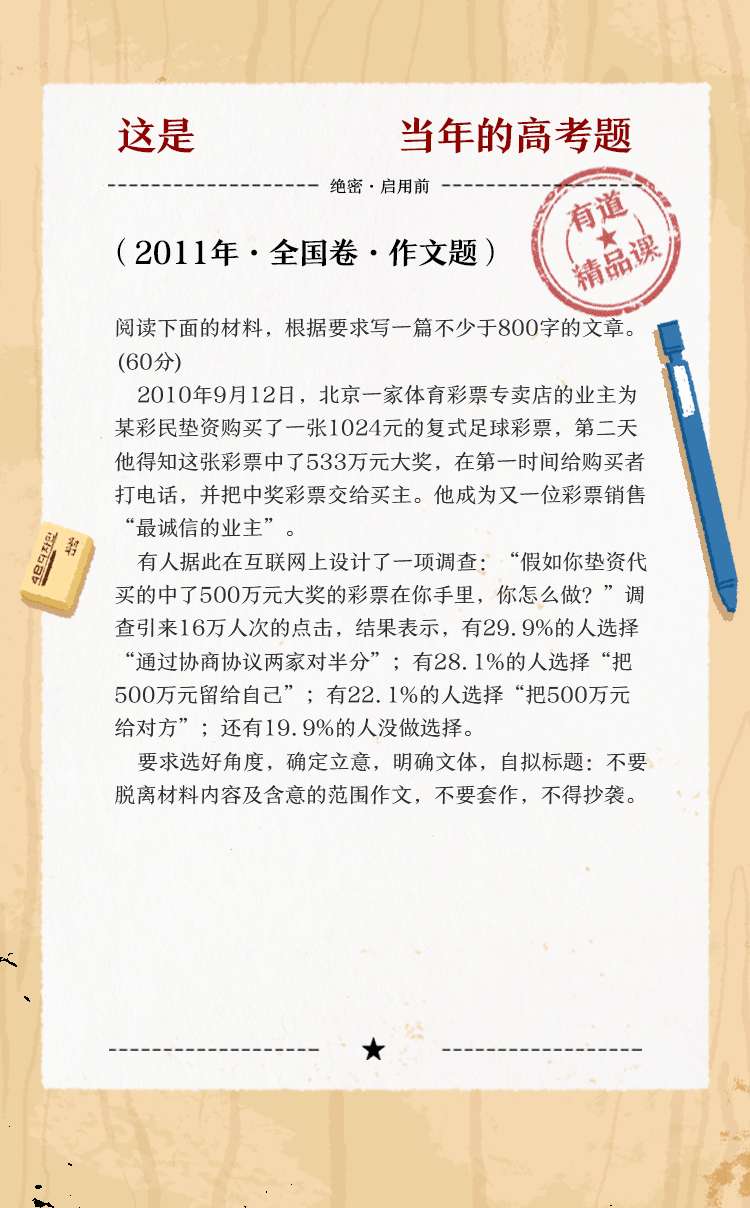 这是 当年的高考题
绝密·启用前
有道
精品课
（2011年·全国卷·作文题）
阅读下面的材料，根据要求写一篇不少于800字的文章。
(60分)
2010年9月12日，北京一家体育彩票专卖店的业主为
某彩民垫资购买了一张1024元的复式足球彩票，第二天
他得知这张彩票中了533万元大奖，在第一时间给购买者
打电话，并把中奖彩票交给买主。他成为又一位彩票销售
“最诚信的业主”。
有人据此在互联网上设计了一项调查：“假如你垫资代
买的中了500万元大奖的彩票在你手里，你怎么做？”调
查引来16万人次的点击，结果表示，有29.9%的人选择
“通过协商协议两家对半分”；有28.1%的人选择“把
500万元留给自己”；有22.1%的人选择“把500万元
给对方”；还有19.9%的人没做选择。
要求选好角度，确定立意，明确文体，自拟标题：不要
脱离材料内容及含意的范围作文，不要套作，不得抄袭。
4B